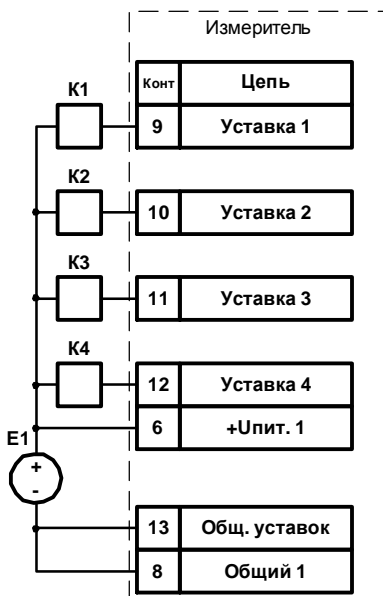 Измеритель
К1
Конт Цепь
9 Уставка 1
К2
10 Уставка 2
К3
11 Уставка 3
К4
12 Уставка 4
6 +Uпит. 1
E1
+
-
13 Общ. уставок
8 Общий 1